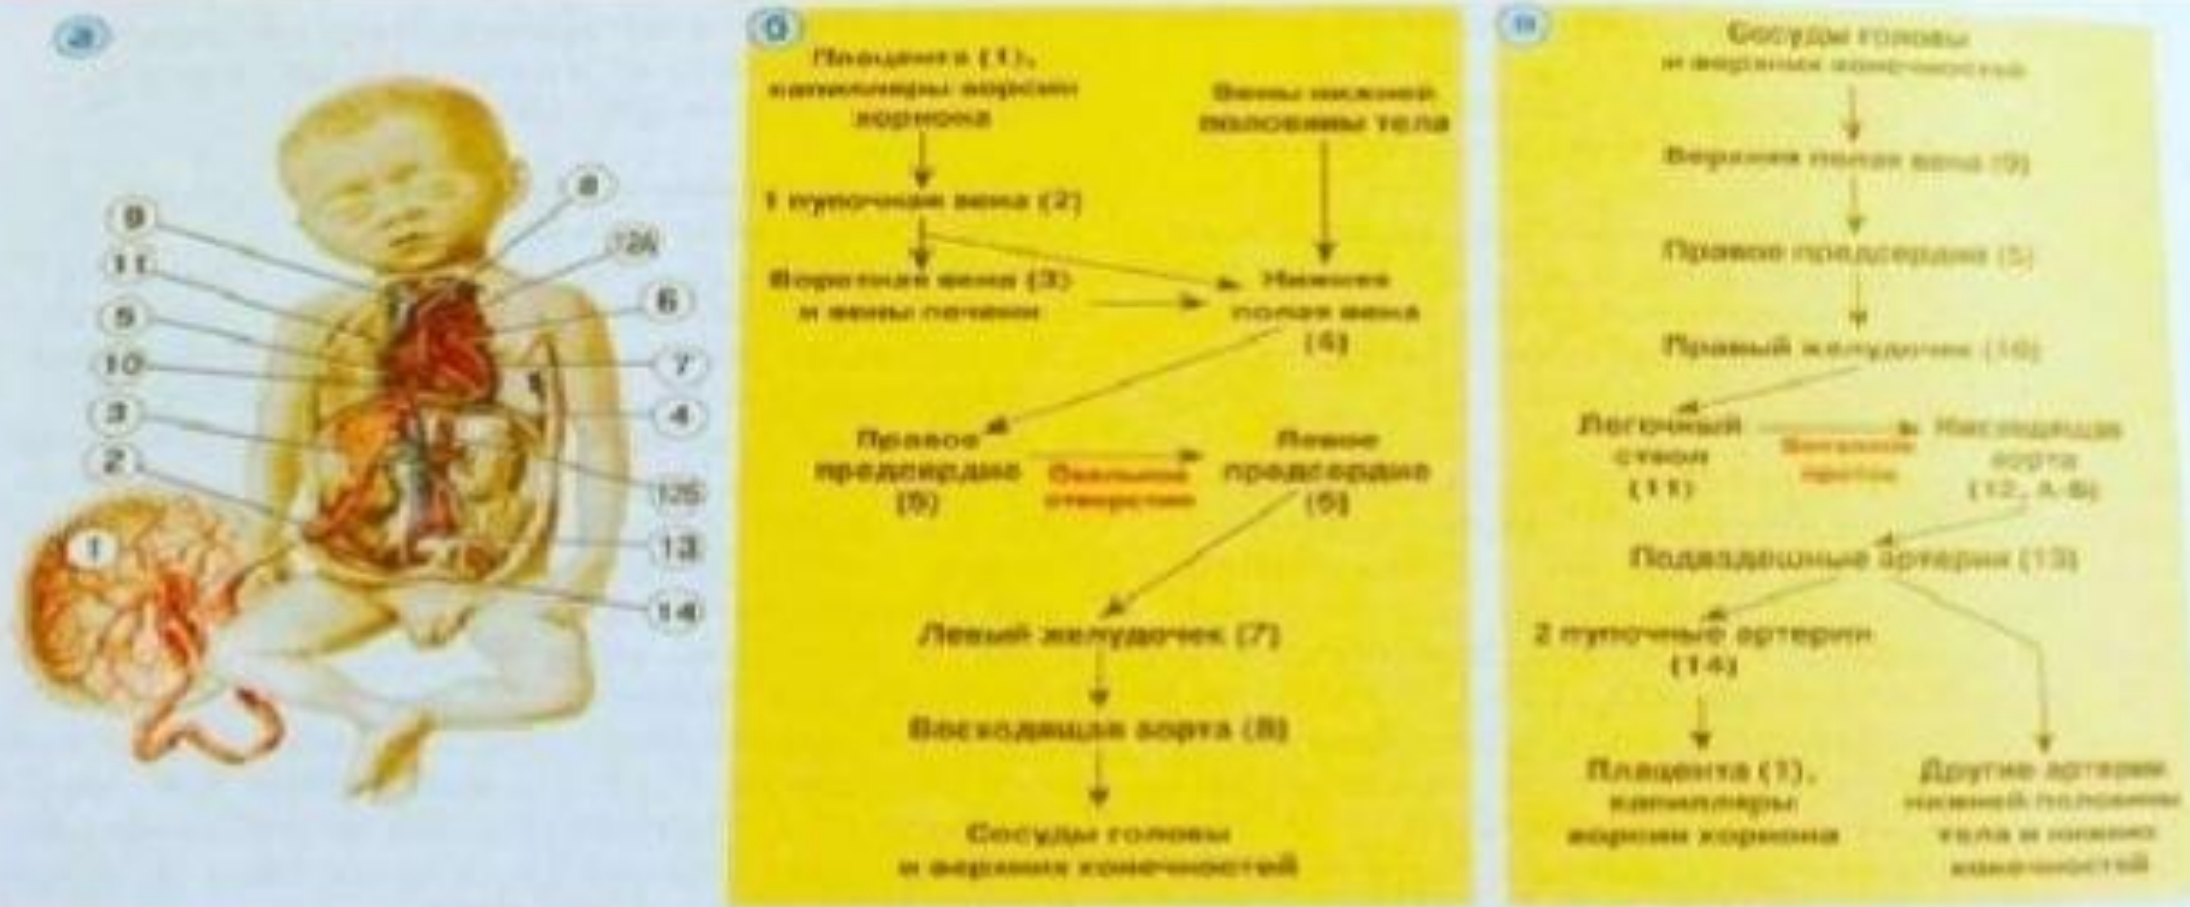 а
9
11
5
10
3
2
1
8
12А
6
7
4
12Б
13
14
б
Плацента (1),
капилляры ворсин
хориона
Вены нижней
половины тела
1 пупочная вена (2)
Воротная вена (3)
и вены печени
Нижняя
полая вена
(4)
Правое
предсердие
(5)
Овальное
отверстие
Левое
предсердие
(6)
Левый желудочек (7)
Восходящая аорта (8)
Сосуды головы
и верхних конечностей
в
Сосуды головы
и верхних конечностей
Верхняя полая вена (9)
Правое предсердие (5)
Правый желудочек (10)
Легочный
ствол
(11)
проток
Нисходящая
аорта
(12, А-Б)
Подвздошные артерии (13)
2 пупочные артерии
(14)
Плацента (1),
капилляры
ворсин хориона
Другие артерии
нижней половины
тела и нижних
конечностей